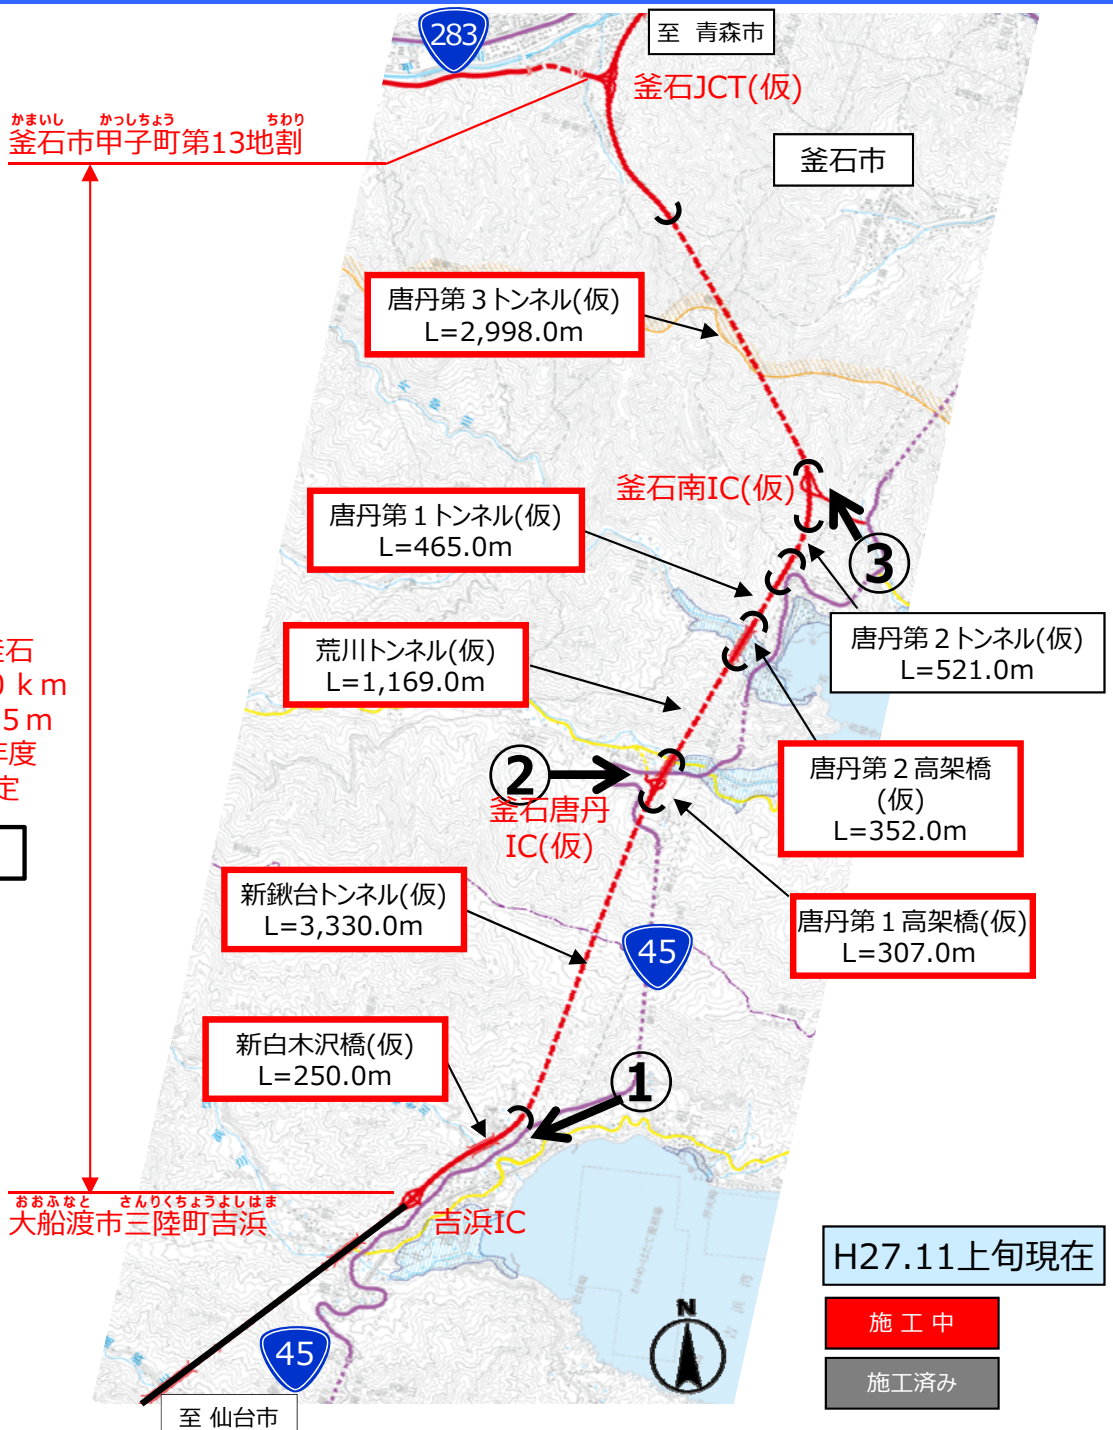 283
至 青森市
釜石JCT(仮)
かまいし かっしちょう ちわり
釜石市甲子町第13地割
釜石市
唐丹第３トンネル(仮)
L=2,998.0m
釜石南IC(仮)
唐丹第１トンネル(仮)
L=465.0m
③
唐丹第２トンネル(仮)
L=521.0m
荒川トンネル(仮)
L=1,169.0m
釜石
０ｋｍ
５ｍ
年度
定
②
釜石唐丹
IC(仮)
唐丹第２高架橋
(仮)
L=352.0m
新鍬台トンネル(仮)
L=3,330.0m
唐丹第１高架橋(仮)
L=307.0m
45
新白木沢橋(仮)
L=250.0m
①
おおふなと さんりくちょうよしはま
大船渡市三陸町吉浜
吉浜IC
H27.11上旬現在
N
施 工 中
45
施工済み
至 仙台市